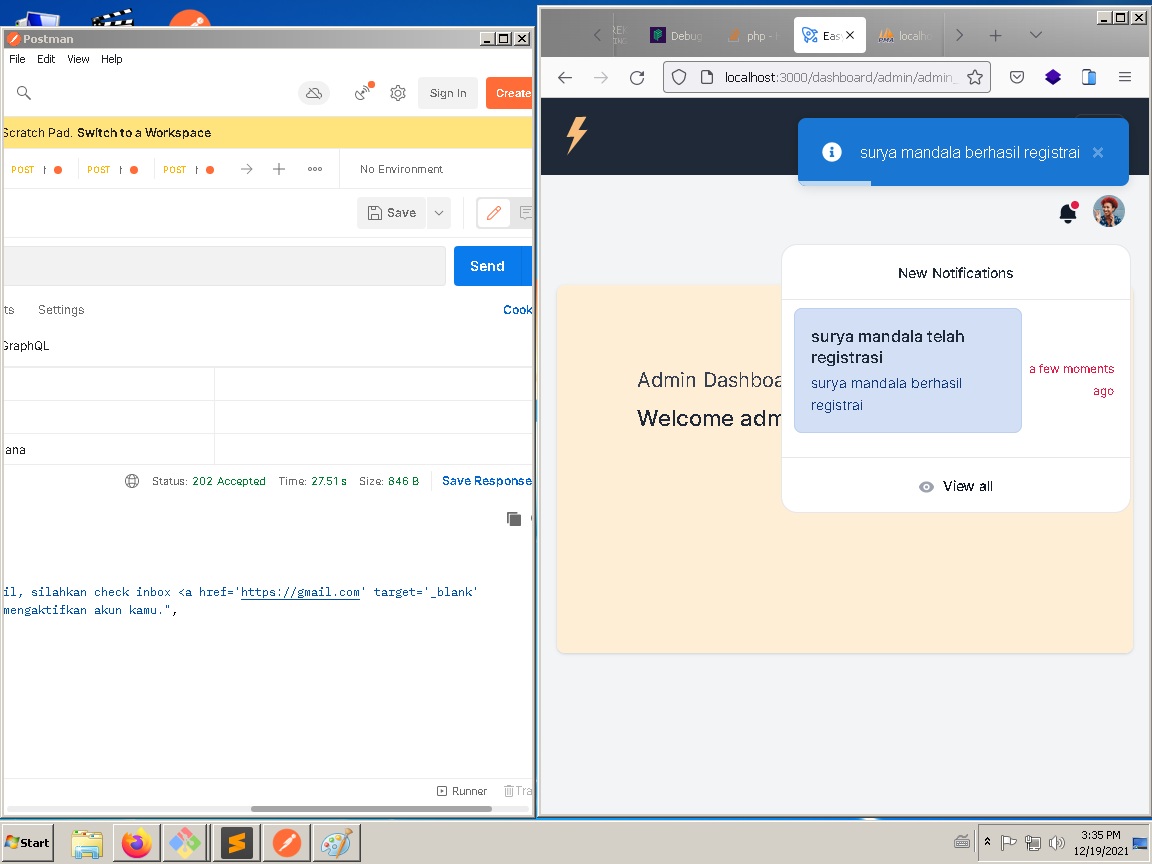 Postman
File Edit View Help
Sign In Create
Scratch Pad. Switch to a Workspace
POST POST POST No Environment
Save
Send
ts Settings Cook
GraphQL
ana
Status: 202 Accepted Time: 27.51 s Size: 846 B Save Response
il, silahkan check inbox <a href='https://gmail.com' target='_blank'
mengaktifkan akun kamu.",
Runner Tra
Debug php - Eas localho
localhost:3000/dashboard/admin/admin_
surya mandala berhasil registrai
New Notifications
surya mandala telah
registrasi
surya mandala berhasil
registrai
a few moments
ago
View all
Admin Dashboa
Welcome adm
Start
3:35 PM
12/19/2021